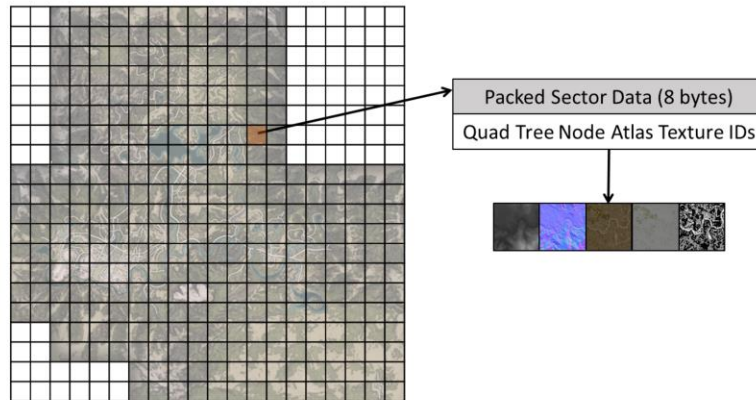 Packed Sector Data (8 bytes)
Quad Tree Node Atlas Texture IDs